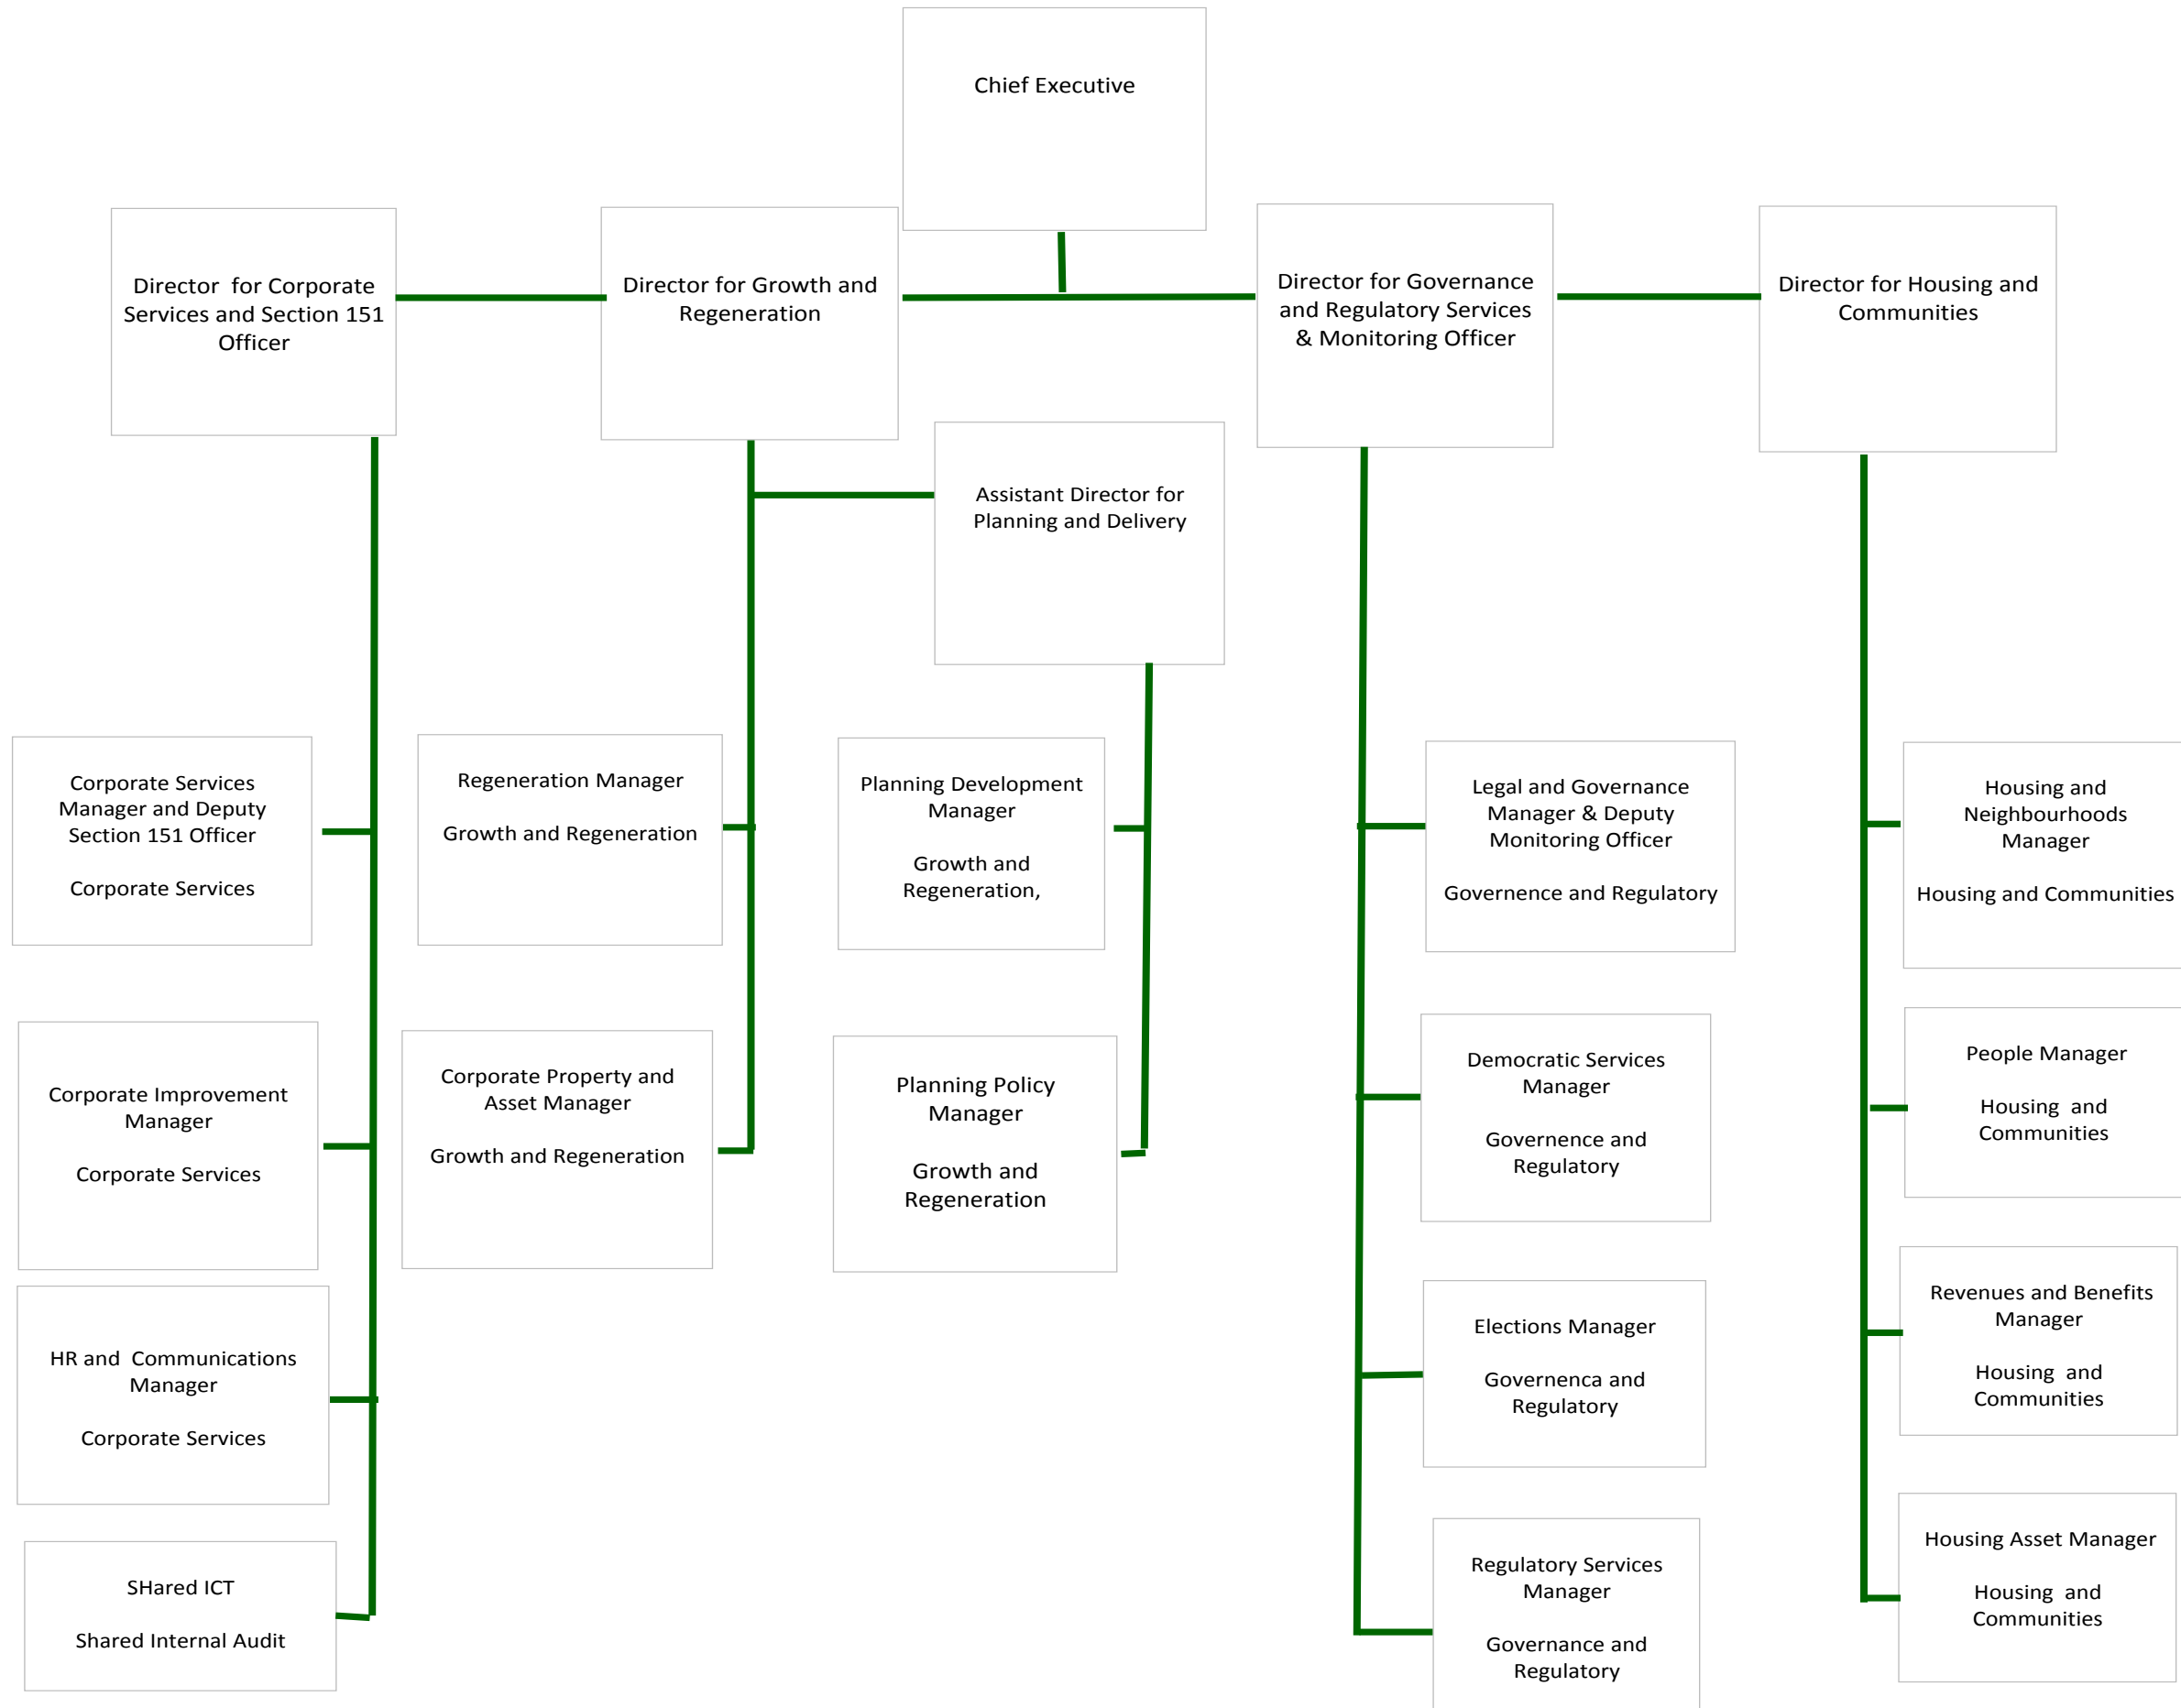 Chief Executive
Director  for Corporate
Services and Section 151
Officer
Director for Growth and
Regeneration
Director for Governance
and Regulatory Services
& Monitoring Officer
Director for Housing and
Communities
Assistant Director for
Planning and Delivery
Corporate Services
Manager and Deputy
Section 151 Officer
Corporate Services
Regeneration Manager
Growth and Regeneration
Planning Development
Manager
Growth and
Regeneration,
Legal and Governance
Manager & Deputy
Monitoring Officer
Governence and Regulatory
Housing and
Neighbourhoods
Manager
Housing and Communities
Corporate Improvement
Manager
Corporate Services
Corporate Property and
Asset Manager
Growth and Regeneration
Planning Policy
Manager
Growth and
Regeneration
Democratic Services
Manager
Governence and
Regulatory
People Manager
Housing  and
Communities
HR and  Communications
Manager
Corporate Services
Elections Manager
Governenca and
Regulatory
Revenues and Benefits
Manager
Housing  and
Communities
SHared ICT
Shared Internal Audit
Regulatory Services
Manager
Governance and
Regulatory
Housing Asset Manager
Housing  and
Communities